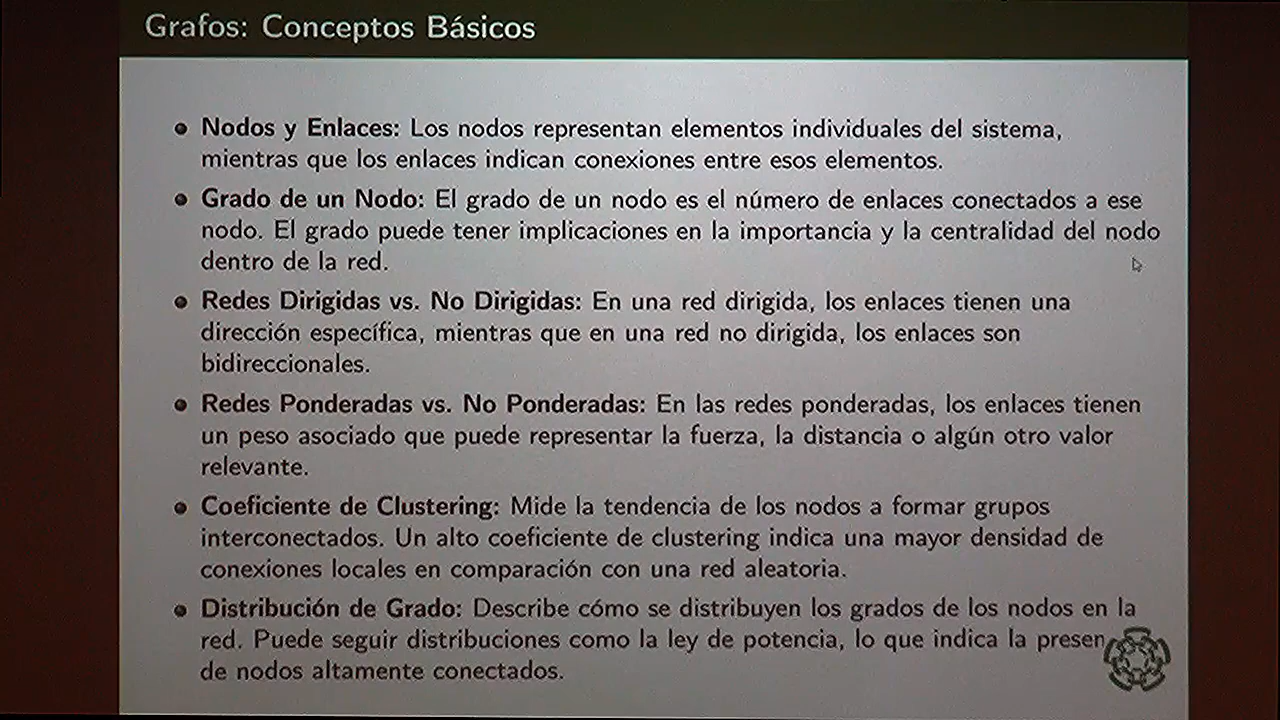 Grafos: Conceptos Básicos
Nodos y Enlaces: Los nodos representan elementos individuales del sistema,
mientras que los enlaces indican conexiones entre esos elementos.
Grado de un Nodo: El grado de un nodo es el número de enlaces conectados a ese
nodo. El grado puede tener implicaciones en la importancia y la centralidad del nodo
dentro de la red.
Redes Dirigidas vs. No Dirigidas: En una red dirigida, los enlaces tienen una
dirección específica, mientras que en una red no dirigida, los enlaces son
bidireccionales.
Redes Ponderadas vs. No Ponderadas: En las redes ponderadas, los enlaces tienen
un peso asociado que puede representar la fuerza, la distancia o algún otro valor
relevante.
Coeficiente de Clustering: Mide la tendencia de los nodos a formar grupos
interconectados. Un alto coeficiente de clustering indica una mayor densidad de
conexiones locales en comparación con una red aleatoria.
Distribución de Grado: Describe cómo se distribuyen los grados de los nodos en la
red. Puede seguir distribuciones como la ley de potencia, lo que indica la presen
de nodos altamente conectados.